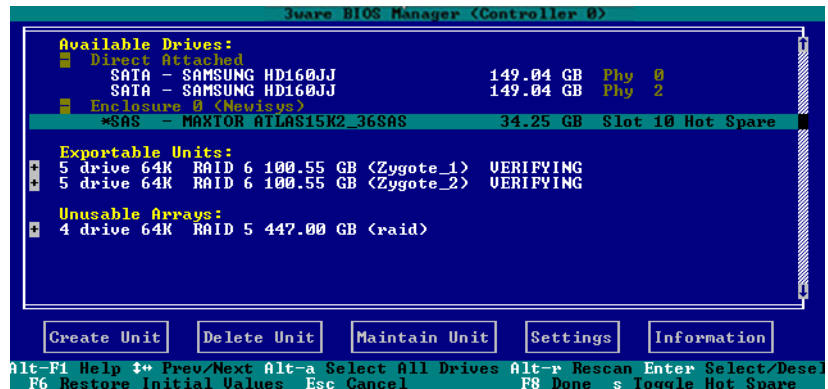 3ware BIOS Manager (Controller 0)
Available Drives:
- Direct Attached
SATA - SAMSUNG HD160JJ 149.04 GB Phy 0
SATA - SAMSUNG HD160JJ 149.04 GB Phy 2
- Enclosure 0 (Newisys)
*SAS - MAXTOR ATLAS15K2_36SAS 34.25 GB Slot 10 Hot Spare
Exportable Units:
+ 5 drive 64K RAID 6 100.55 GB (Zygote_1) VERIFYING
+ 5 drive 64K RAID 6 100.55 GB (Zygote_2) VERIFYING
Unusable Arrays:
+ 4 drive 64K RAID 5 447.00 GB (raid)
Create Unit Delete Unit Maintain Unit Settings Information
Alt-F1 Help ↕↔ Prev/Next Alt-a Select All Drives Alt-r Rescan Enter Select/Desel
F6 Restore Initial Values Esc Cancel F8 Done s Toggle Hot Spare